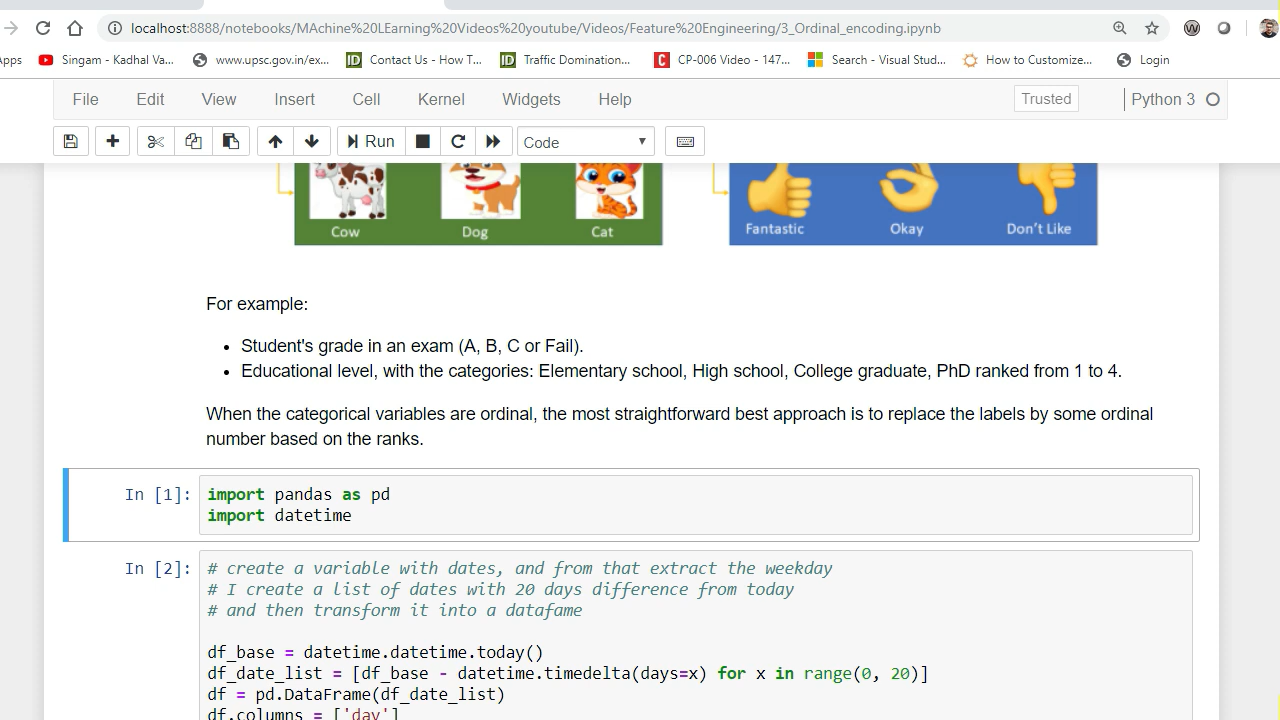 localhost:8888/notebooks/MAchine%20LEarning%20Videos%20youtube/Videos/Feature%20Engineering/3_Ordinal_encoding.ipynb
pps Singam - Kadhal Va... www.upsc.gov.in/ex... Contact Us - How T... Traffic Domination... CP-006 Video - 147... Search - Visual Stud... How to Customize... Login
File Edit View Insert Cell Kernel Widgets Help Trusted Python 3
Run Code
Cow Dog Cat Fantastic Okay Don't Like
For example:
• Student's grade in an exam (A, B, C or Fail).
• Educational level, with the categories: Elementary school, High school, College graduate, PhD ranked from 1 to 4.
When the categorical variables are ordinal, the most straightforward best approach is to replace the labels by some ordinal
number based on the ranks.
In [1]: import pandas as pd
import datetime
In [2]: # create a variable with dates, and from that extract the weekday
# I create a list of dates with 20 days difference from today
# and then transform it into a datafame
df_base = datetime.datetime.today()
df_date_list = [df_base - datetime.timedelta(days=x) for x in range(0, 20)]
df = pd.DataFrame(df_date_list)
df.columns = ['day']